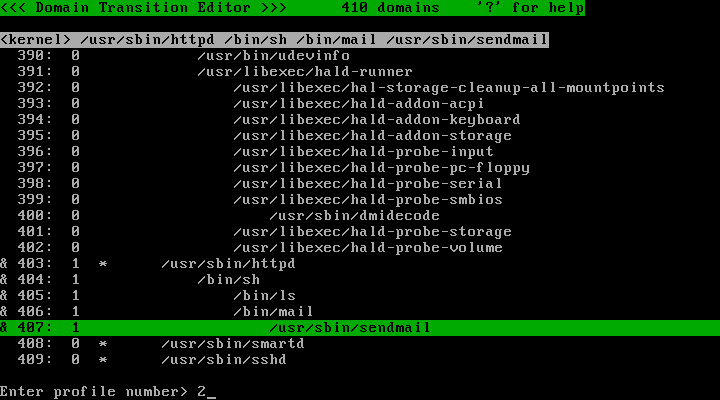 <<< Domain Transition Editor >>>      410 domains    '?' for help
<kernel> /usr/sbin/httpd /bin/sh /bin/mail /usr/sbin/sendmail
  390:  0             /usr/bin/udevinfo
  391:  0             /usr/libexec/hald-runner
  392:  0                 /usr/libexec/hal-storage-cleanup-all-mountpoints
  393:  0                 /usr/libexec/hald-addon-acpi
  394:  0                 /usr/libexec/hald-addon-keyboard
  395:  0                 /usr/libexec/hald-addon-storage
  396:  0                 /usr/libexec/hald-probe-input
  397:  0                 /usr/libexec/hald-probe-pc-floppy
  398:  0                 /usr/libexec/hald-probe-serial
  399:  0                 /usr/libexec/hald-probe-smbios
  400:  0                     /usr/sbin/dmidecode
  401:  0                 /usr/libexec/hald-probe-storage
  402:  0                 /usr/libexec/hald-probe-volume
& 403:  1  *      /usr/sbin/httpd
& 404:  1             /bin/sh
& 405:  1                 /bin/ls
& 406:  1                 /bin/mail
& 407:  1                     /usr/sbin/sendmail
  408:  0  *      /usr/sbin/smartd
  409:  0  *      /usr/sbin/sshd
Enter profile number> 2_